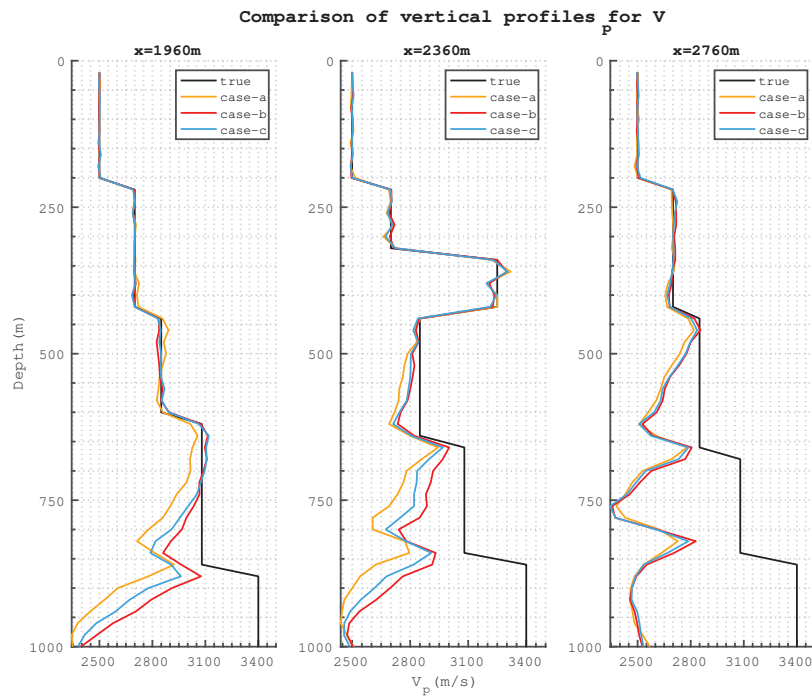 Comparison of vertical profiles for V_p
x=1960m
x=2360m
x=2760m
true
case-a
case-b
case-c
true
case-a
case-b
case-c
true
case-a
case-b
case-c
Depth(m)
0
250
500
750
1000
0
250
500
750
1000
0
250
500
750
1000
2500 2800 3100 3400
2500 2800 3100 3400
2500 2800 3100 3400
V_p(m/s)